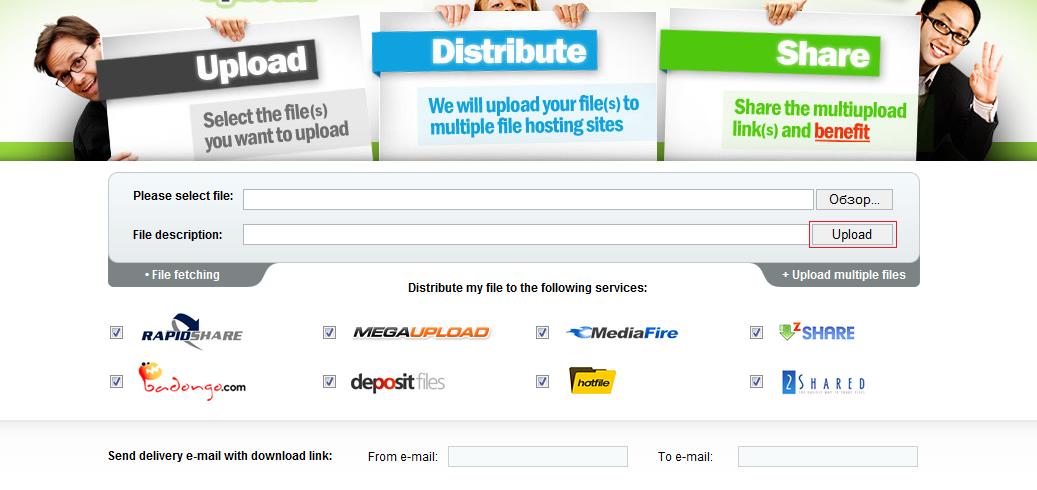 Upload
Select the file(s)
you want to upload
Distribute
We will upload your file(s) to
multiple file hosting sites
Share
Share the multiupload
link(s) and benefit
Please select file:
Обзор...
File description:
Upload
• File fetching
+ Upload multiple files
Distribute my file to the following services:
RAPIDSHARE
MEGAUPLOAD
MediaFire
ZSHARE
badongo.com
depositfiles
hotfile
2 SHARED
Send delivery e-mail with download link:
From e-mail:
To e-mail: